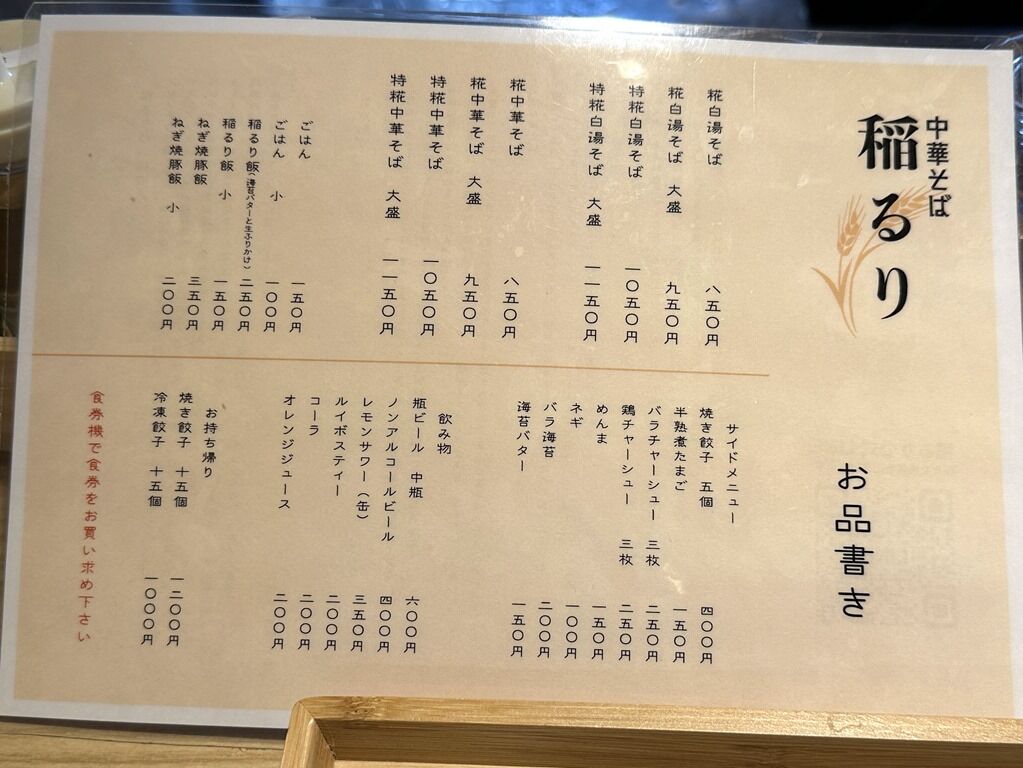 中華そば
稲るり
お品書き
糀白湯そば 八五〇円
糀白湯そば 大盛 九五〇円
特糀白湯そば 一〇五〇円
特糀白湯そば 大盛 一一五〇円
糀中華そば 八五〇円
糀中華そば 大盛 九五〇円
特糀中華そば 一〇五〇円
特糀中華そば 大盛 一一五〇円
ごはん 一五〇円
ごはん 小 一〇〇円
稲るり飯(海苔バターと生ふりかけ) 二五〇円
稲るり飯 小 一五〇円
ねぎ焼豚飯 三五〇円
ねぎ焼豚飯 小 二〇〇円
サイドメニュー
焼き餃子 五個 四〇〇円
半熟煮たまご 一五〇円
バラチャーシュー 三枚 二五〇円
鶏チャーシュー 三枚 二五〇円
めんま 一五〇円
ネギ 一〇〇円
バラ海苔 二〇〇円
海苔バター 一五〇円
飲み物
瓶ビール 中瓶 六〇〇円
ノンアルコールビール 四〇〇円
レモンサワー(缶) 三五〇円
ルイボスティー 二〇〇円
コーラ 二〇〇円
オレンジジュース 二〇〇円
お持ち帰り
焼き餃子 十五個 一二〇〇円
冷凍餃子 十五個 一〇〇〇円
食券機で食券をお買い求め下さい